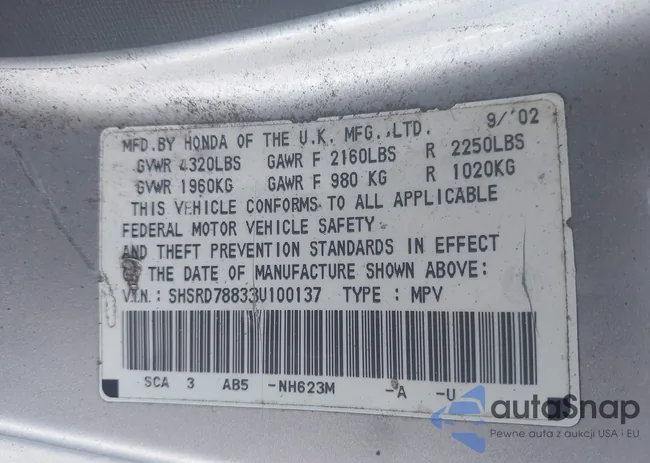 9/'02
MFD.BY HONDA OF THE U.K. MFG.,LTD.
GVWR 4320LBS GAWR F 2160LBS R 2250LBS
GVWR 1960KG GAWR F 980 KG R 1020KG
THIS VEHICLE CONFORMS TO ALL APPLICABLE
FEDERAL MOTOR VEHICLE SAFETY
AND THEFT PREVENTION STANDARDS IN EFFECT
THE DATE OF MANUFACTURE SHOWN ABOVE:
V.I.N.: SHSRD78833U100137 TYPE : MPV
SCA 3 AB5 -NH623M -A -U
autoSnap
Pewne auta z aukcji USA i EU